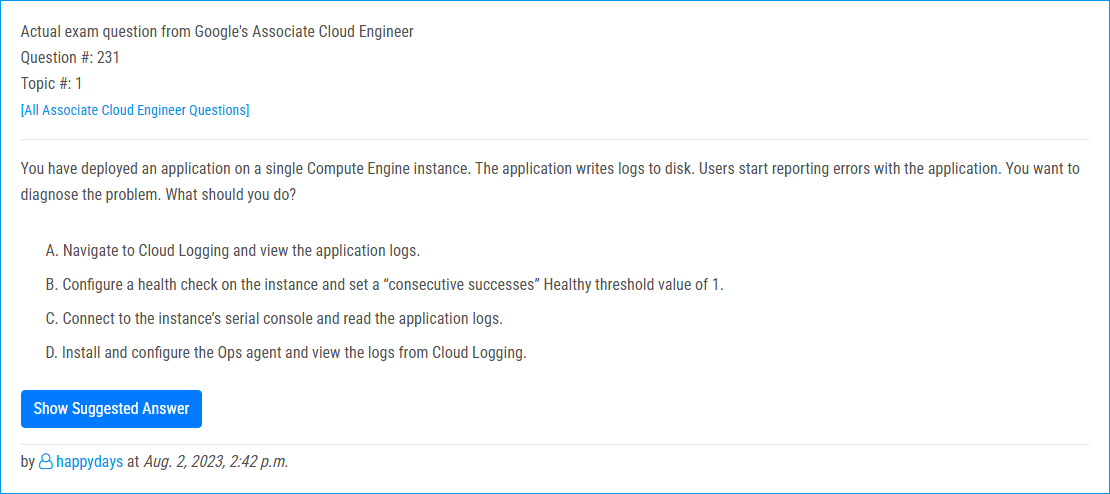 Actual exam question from Google's Associate Cloud Engineer
Question #: 231
Topic #: 1
[All Associate Cloud Engineer Questions]
You have deployed an application on a single Compute Engine instance. The application writes logs to disk. Users start reporting errors with the application. You want to
diagnose the problem. What should you do?
A. Navigate to Cloud Logging and view the application logs.
B. Configure a health check on the instance and set a “consecutive successes” Healthy threshold value of 1.
C. Connect to the instance’s serial console and read the application logs.
D. Install and configure the Ops agent and view the logs from Cloud Logging.
Show Suggested Answer
by happydays at Aug. 2, 2023, 2:42 p.m.